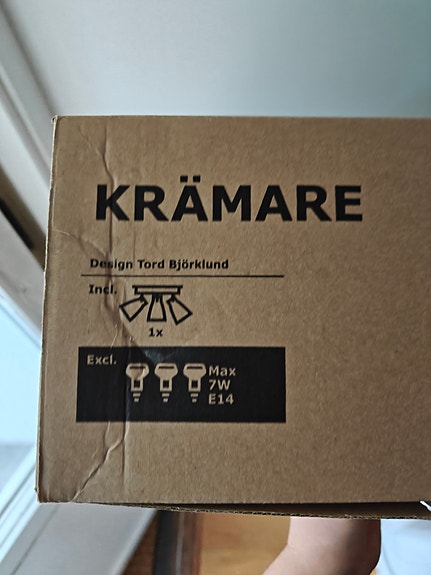 KRÄMARE
Design Tord Björklund
Incl.
1x
Excl.
Max
7W
E14